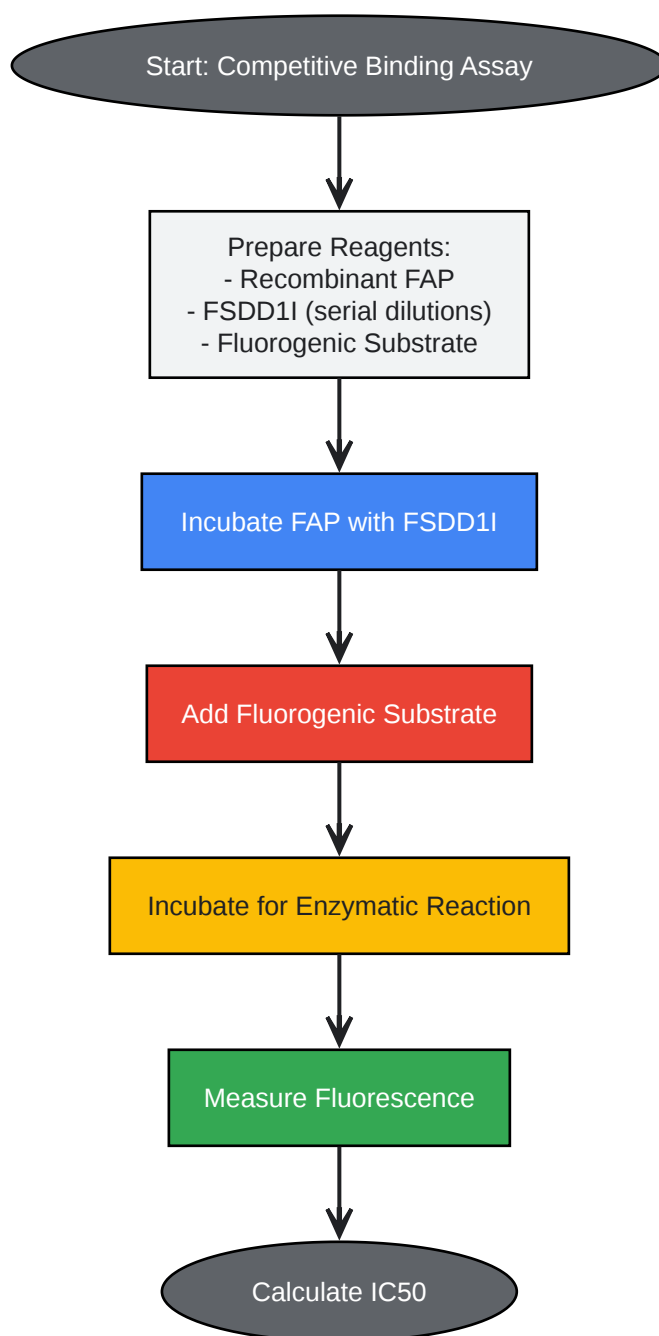 Start: Competitive Binding Assay
Prepare Reagents:
- Recombinant FAP
- FSDD1I (serial dilutions)
- Fluorogenic Substrate
Incubate FAP with FSDD1I
Add Fluorogenic Substrate
Incubate for Enzymatic Reaction
Measure Fluorescence
Calculate IC50